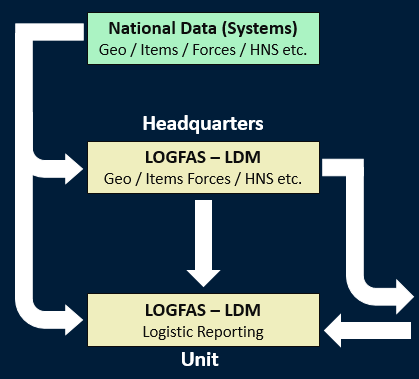 National Data (Systems)
Geo / Items / Forces / HNS etc.
Headquarters
LOGFAS – LDM
Geo / Items Forces / HNS etc.
LOGFAS – LDM
Logistic Reporting
Unit